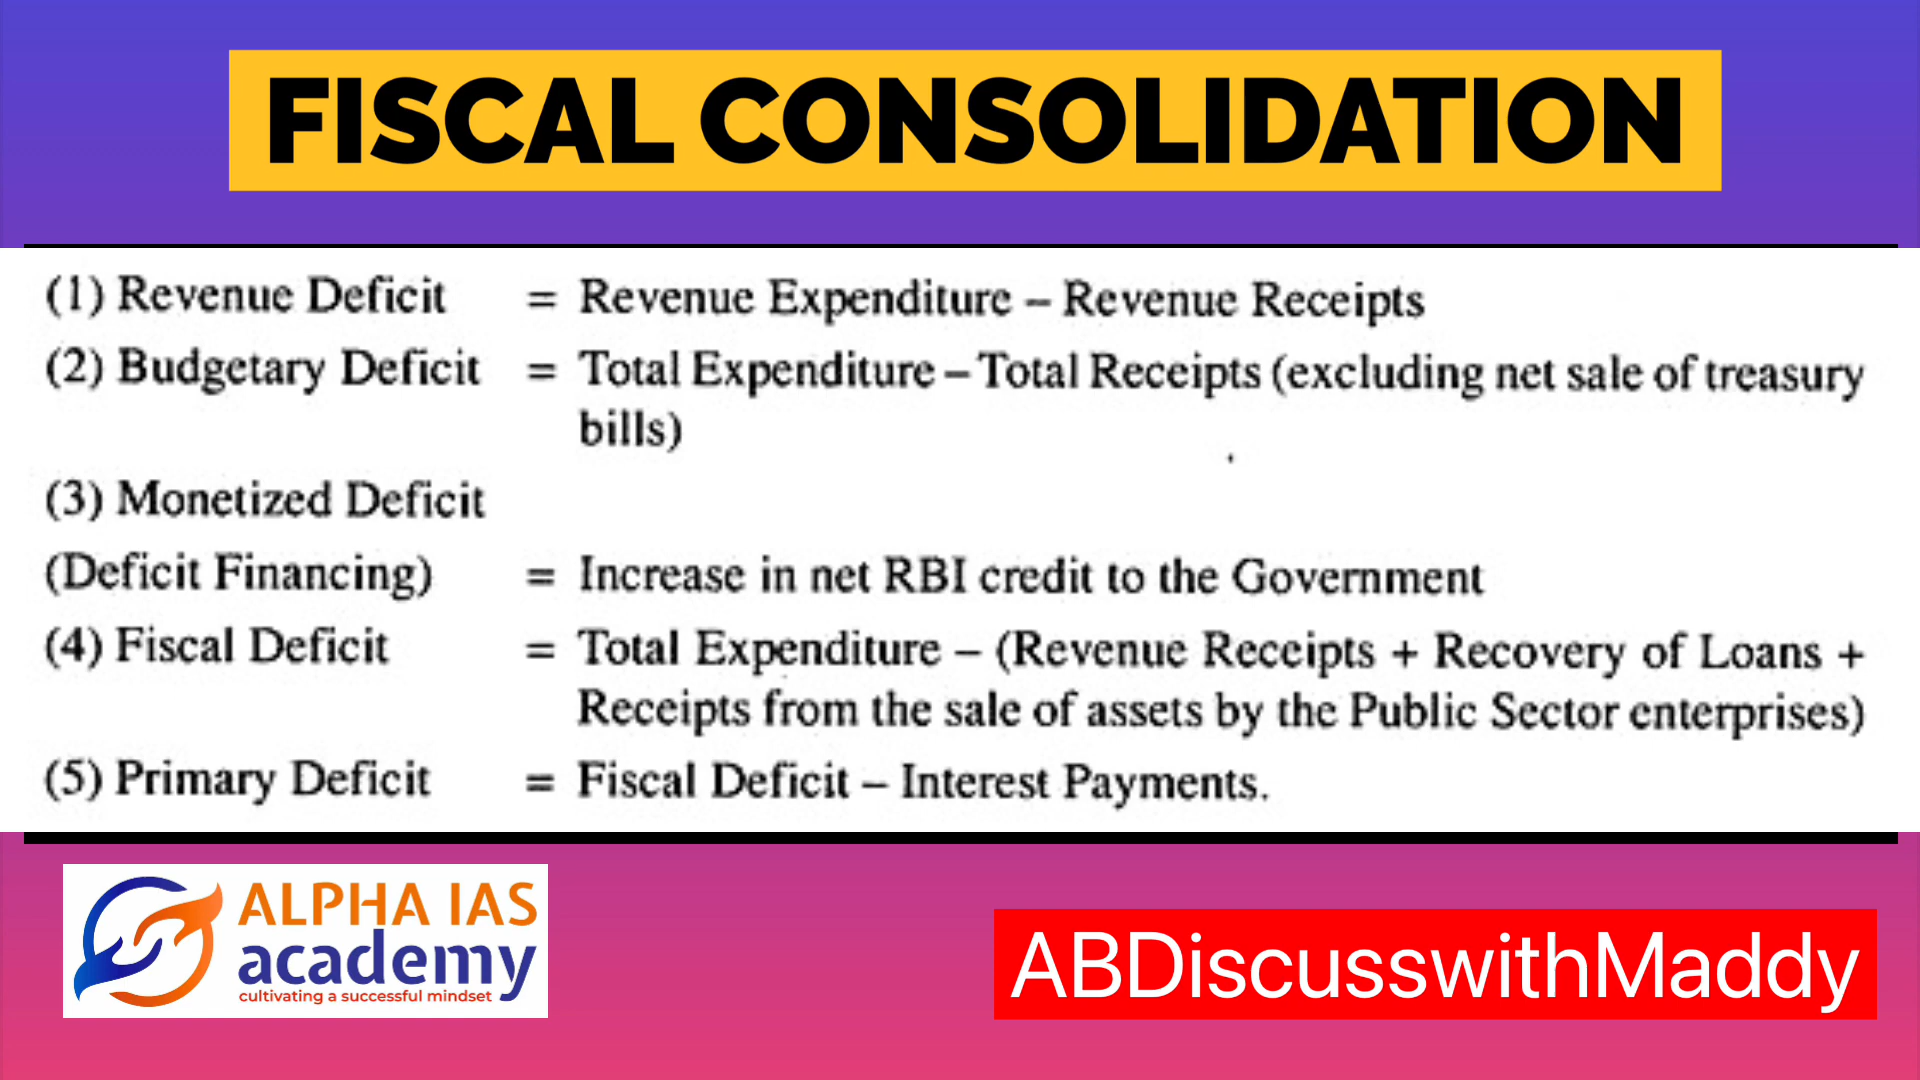 FISCAL CONSOLIDATION
(1) Revenue Deficit = Revenue Expenditure – Revenue Receipts
(2) Budgetary Deficit = Total Expenditure – Total Receipts (excluding net sale of treasury
bills)
(3) Monetized Deficit
(Deficit Financing) = Increase in net RBI credit to the Government
(4) Fiscal Deficit = Total Expenditure – (Revenue Receipts + Recovery of Loans +
Receipts from the sale of assets by the Public Sector enterprises)
(5) Primary Deficit = Fiscal Deficit – Interest Payments.
ALPHA IAS
academy
cultivating a successful mindset
ABDiscusswithMaddy